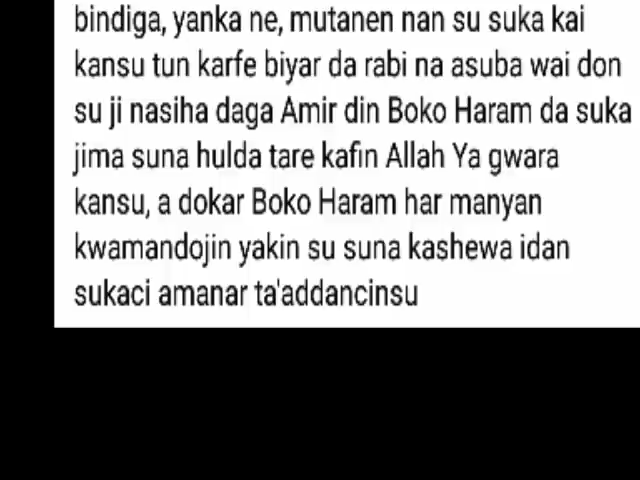 bindiga, yanka ne, mutanen nan su suka kai
kansu tun karfe biyar da rabi na asuba wai don
su ji nasiha daga Amir din Boko Haram da suka
jima suna hulda tare kafin Allah Ya gwara
kansu, a dokar Boko Haram har manyan
kwamandojin yakin su suna kashewa idan
sukaci amanar ta'addancinsu